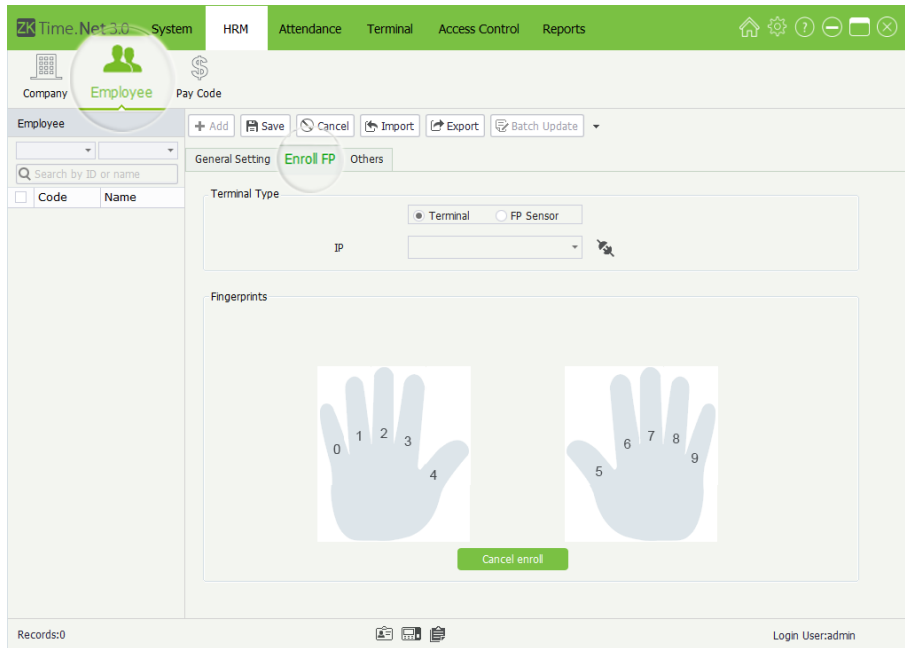 ZK Time.Net 3.0 System HRM Attendance Terminal Access Control Reports
Company Employee Pay Code
Employee
Add Save Cancel Import Export Batch Update
Search by ID or name
General Setting Enroll FP Others
Code Name
Terminal Type
Terminal FP Sensor
IP
Fingerprints
0 1 2 3 4
5 6 7 8 9
Cancel enroll
Records:0
Login User:admin